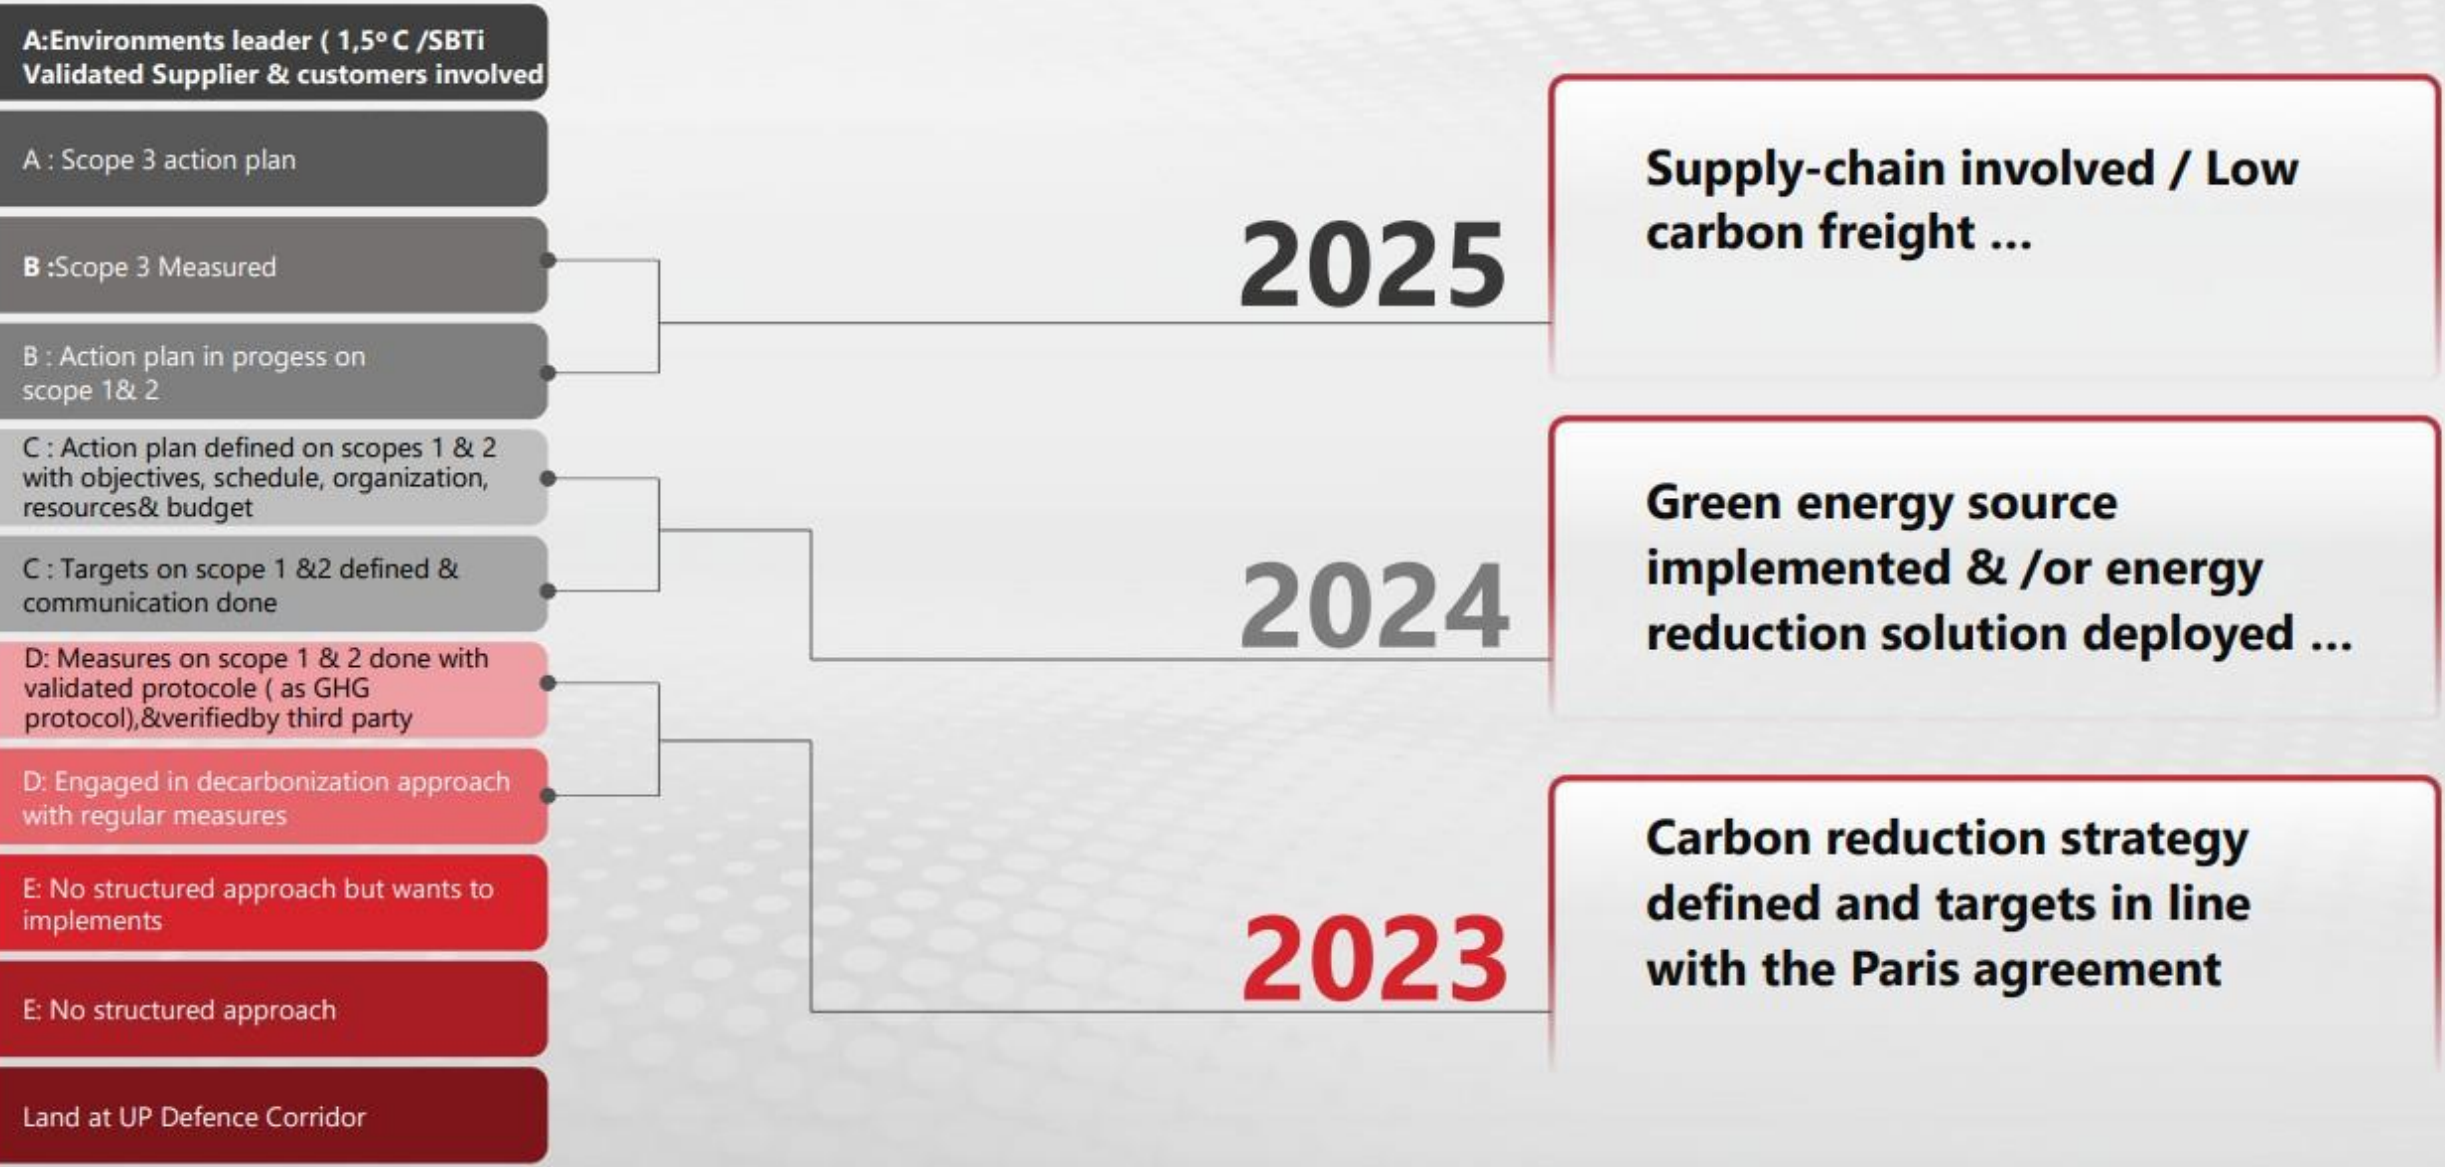 A:Environments leader ( 1,5º C /SBTi
Validated Supplier & customers involved
A : Scope 3 action plan
B :Scope 3 Measured
B : Action plan in progess on
scope 1& 2
C : Action plan defined on scopes 1 & 2
with objectives, schedule, organization,
resources& budget
C : Targets on scope 1 &2 defined &
communication done
D: Measures on scope 1 & 2 done with
validated protocole ( as GHG
protocol),&verifiedby third party
D: Engaged in decarbonization approach
with regular measures
E: No structured approach but wants to
implements
E: No structured approach
Land at UP Defence Corridor
2025
Supply-chain involved / Low
carbon freight ...
2024
Green energy source
implemented & /or energy
reduction solution deployed ...
2023
Carbon reduction strategy
defined and targets in line
with the Paris agreement